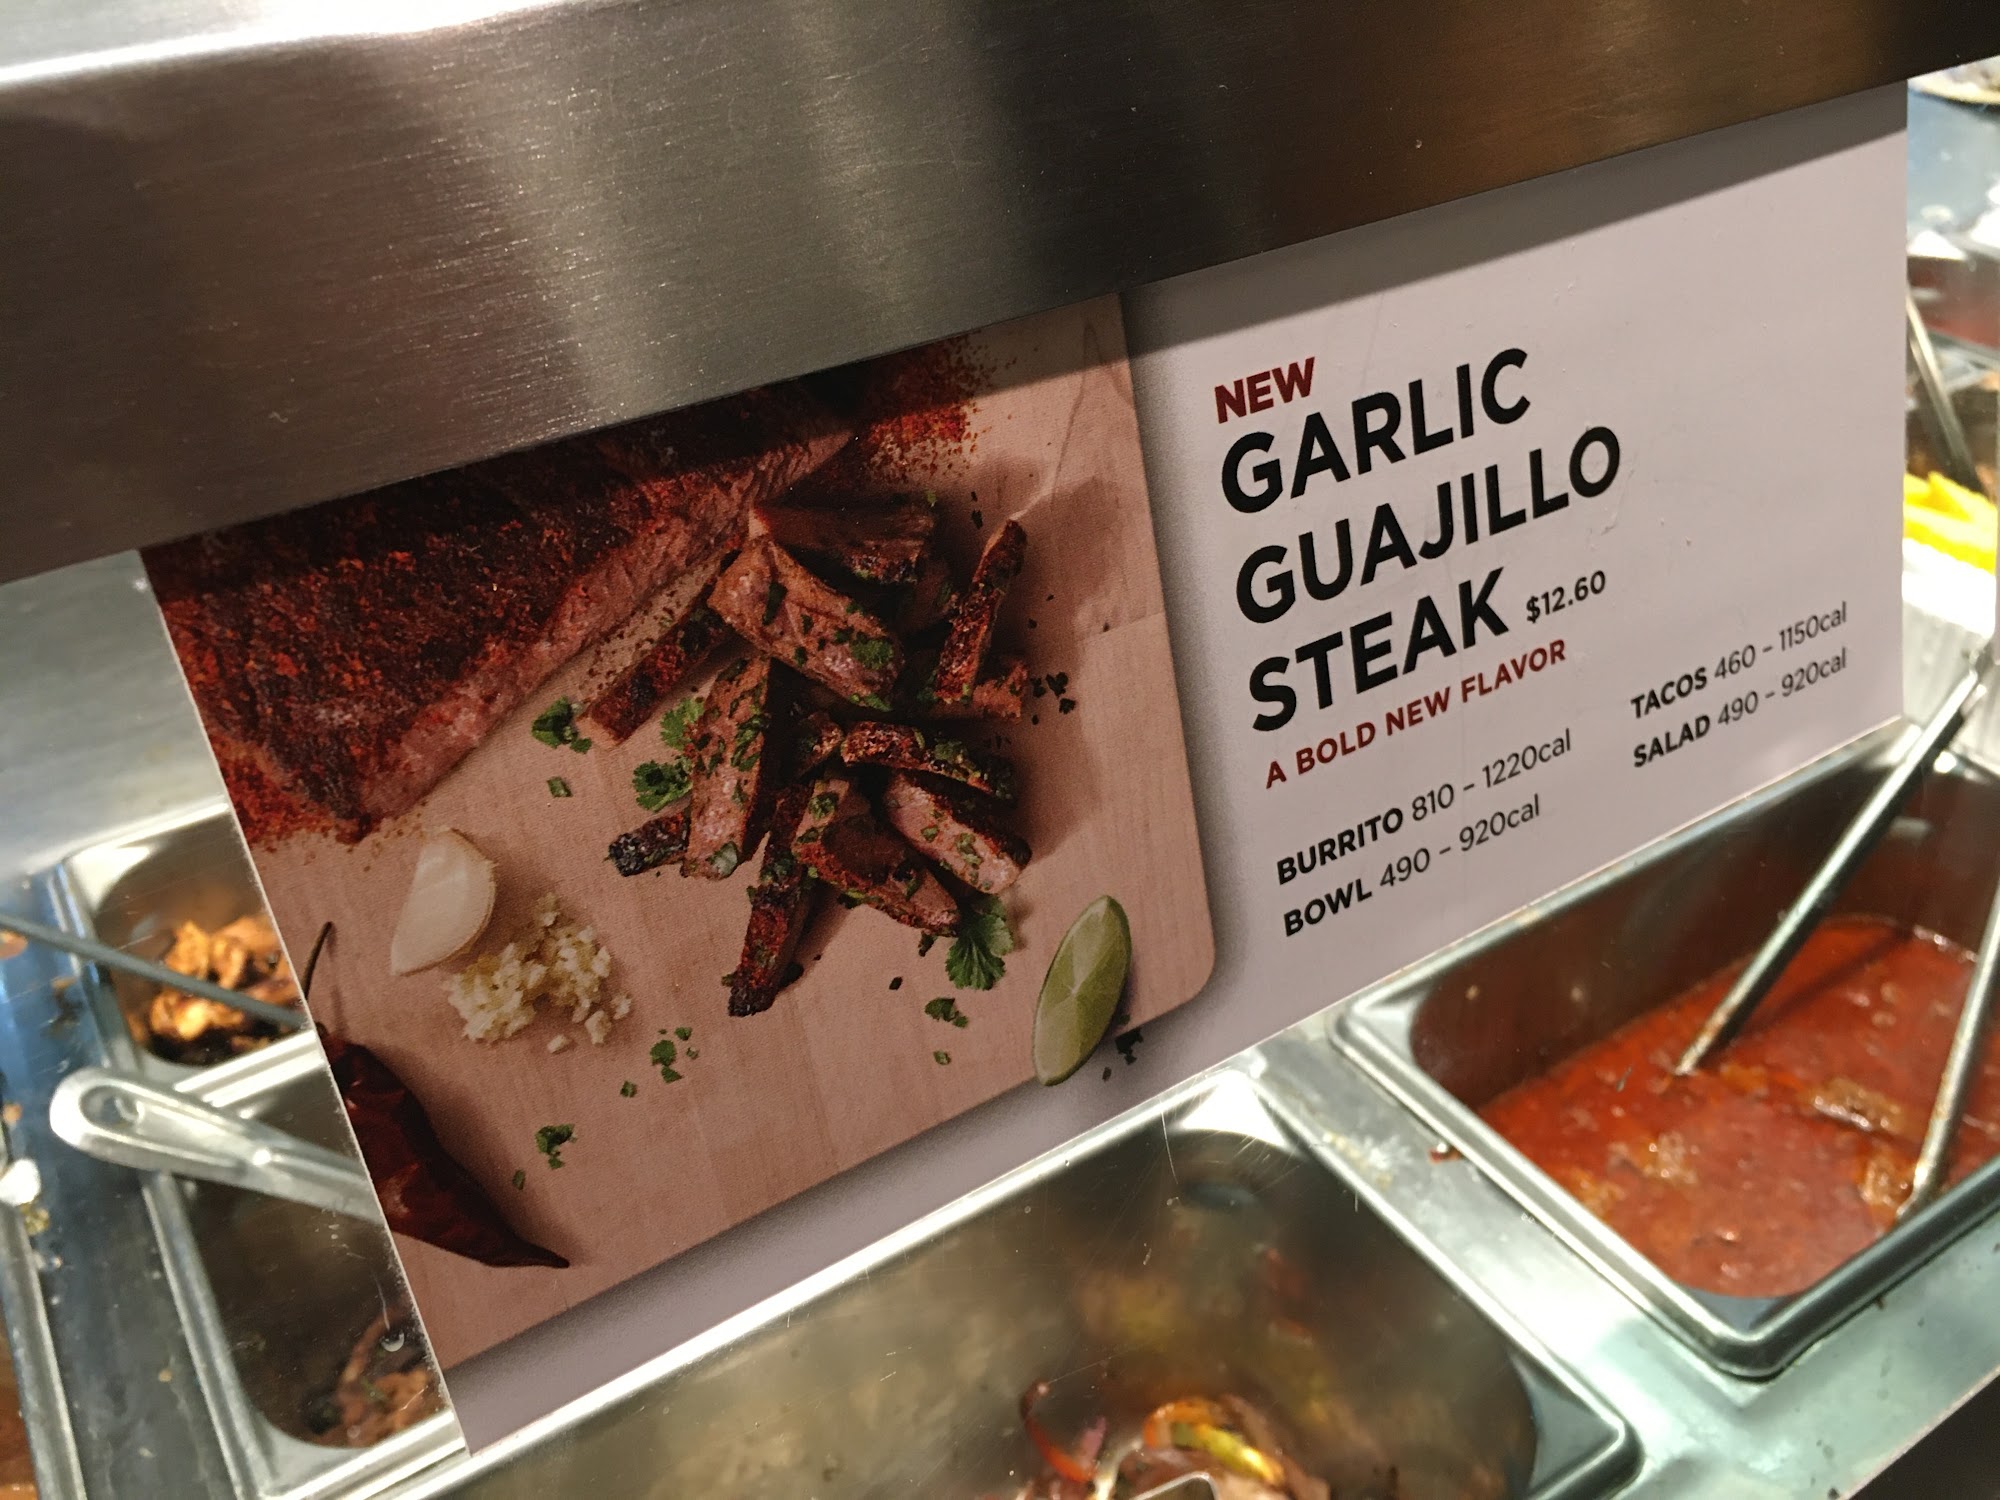 NEW
GARLIC
GUAJILLO
STEAK $12.60
A BOLD NEW FLAVOR
BURRITO 810 - 1220cal
BOWL 490 - 920cal
TACOS 460 - 1150cal
SALAD 490 - 920cal